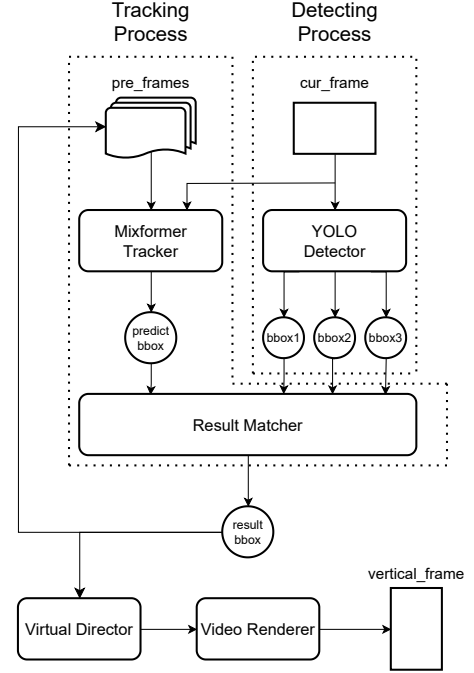 Tracking
Process
Detecting
Process
pre_frames
cur_frame
Mixformer
Tracker
YOLO
Detector
predict
bbox
bbox1
bbox2
bbox3
Result Matcher
result
bbox
vertical_frame
Virtual Director
Video Renderer